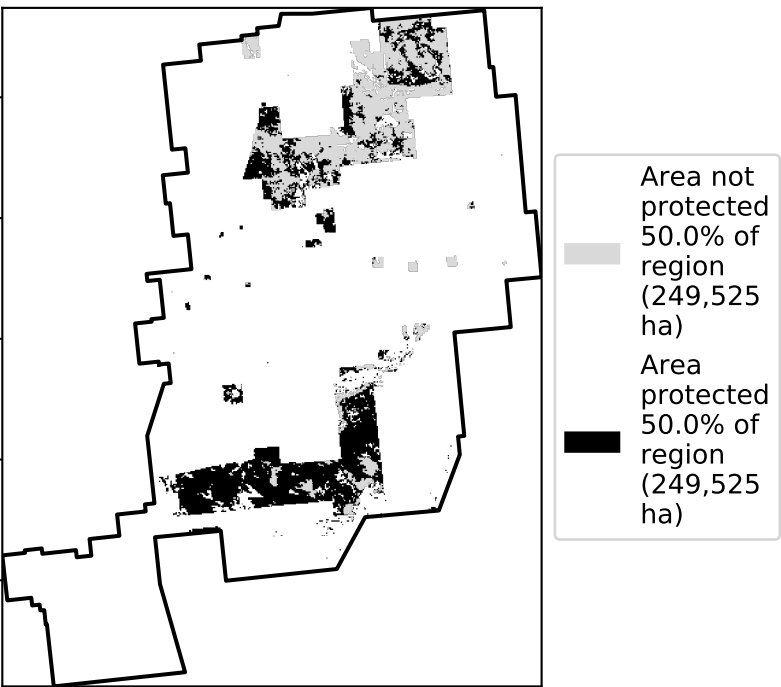 Area not
protected
50.0% of
region
(249,525
ha)
Area
protected
50.0% of
region
(249,525
ha)